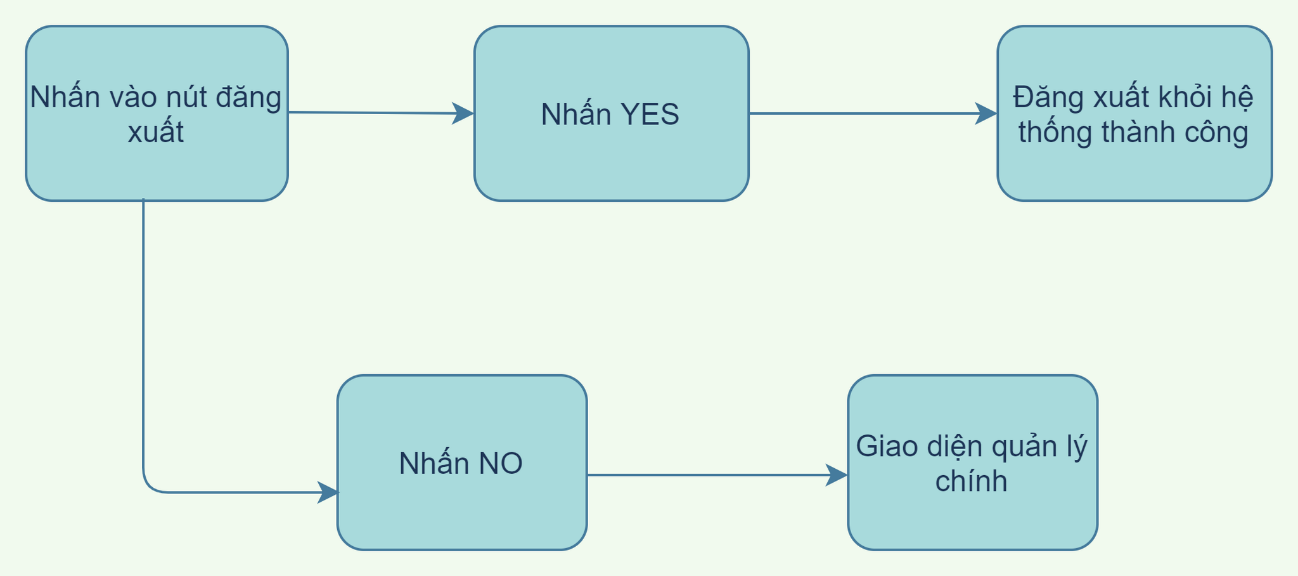 Nhấn vào nút đăng
xuất
Nhấn YES
Đăng xuất khỏi hệ
thống thành công
Nhấn NO
Giao diện quản lý
chính